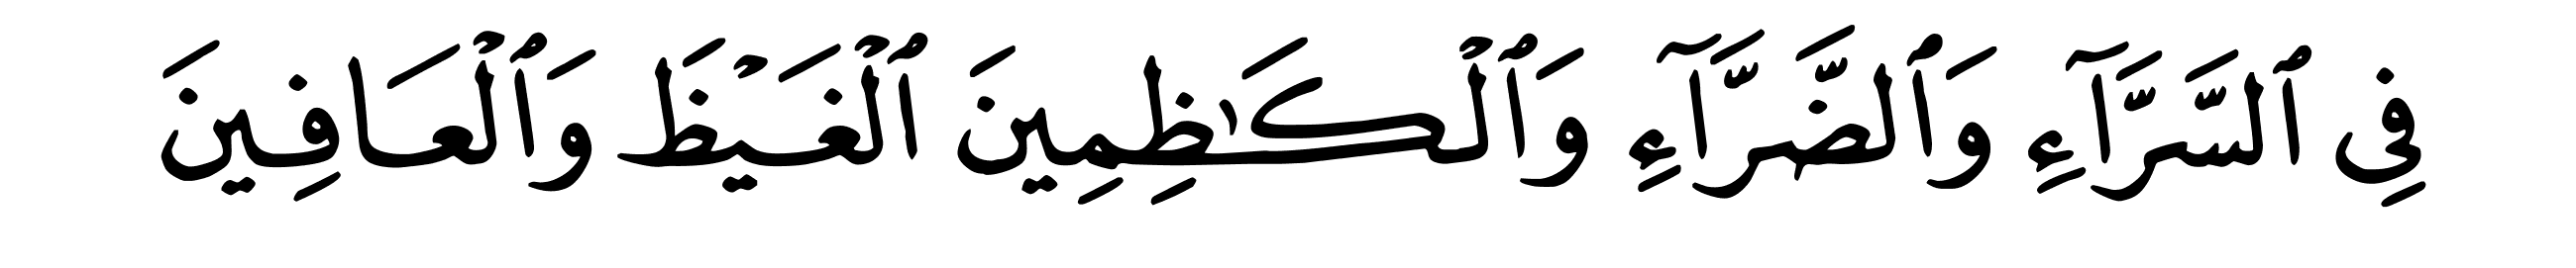 فِى ٱلسَّرَّآءِ وَٱلضَّرَّآءِ وَٱلْكَٰظِمِينَ ٱلْغَيْظَ وَٱلْعَافِينَ